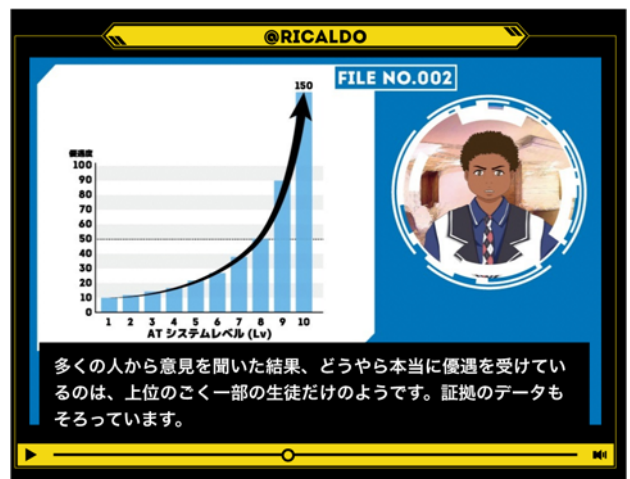 @RICALDO
FILE NO.002
150
優遇度
100
90
80
70
60
50
40
30
20
10
0
1 2 3 4 5 6 7 8 9 10
AT システムレベル (Lv)
多くの人から意見を聞いた結果、どうやら本当に優遇を受けてい
るのは、上位のごく一部の生徒だけのようです。証拠のデータも
そろっています。